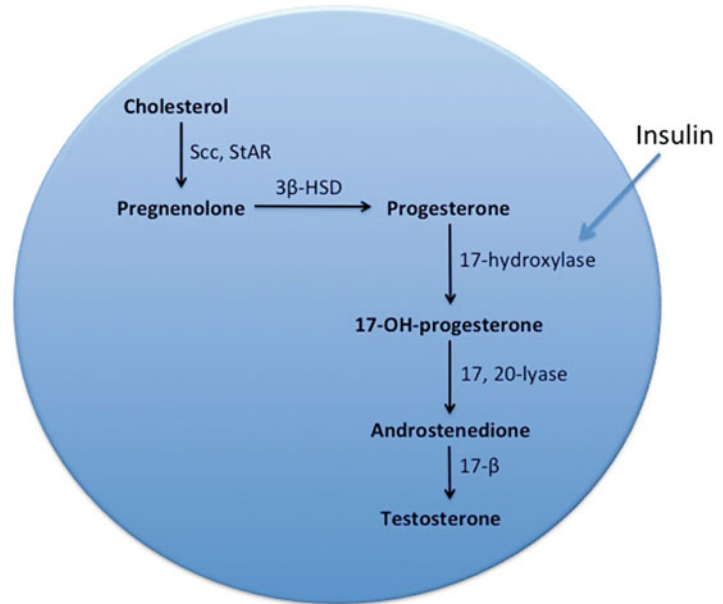 Cholesterol
Insulin
Scc, StAR
3β-HSD
Pregnenolone
Progesterone
17-hydroxylase
17-OH-progesterone
17, 20-lyase
Androstenedione
17-β
Testosterone